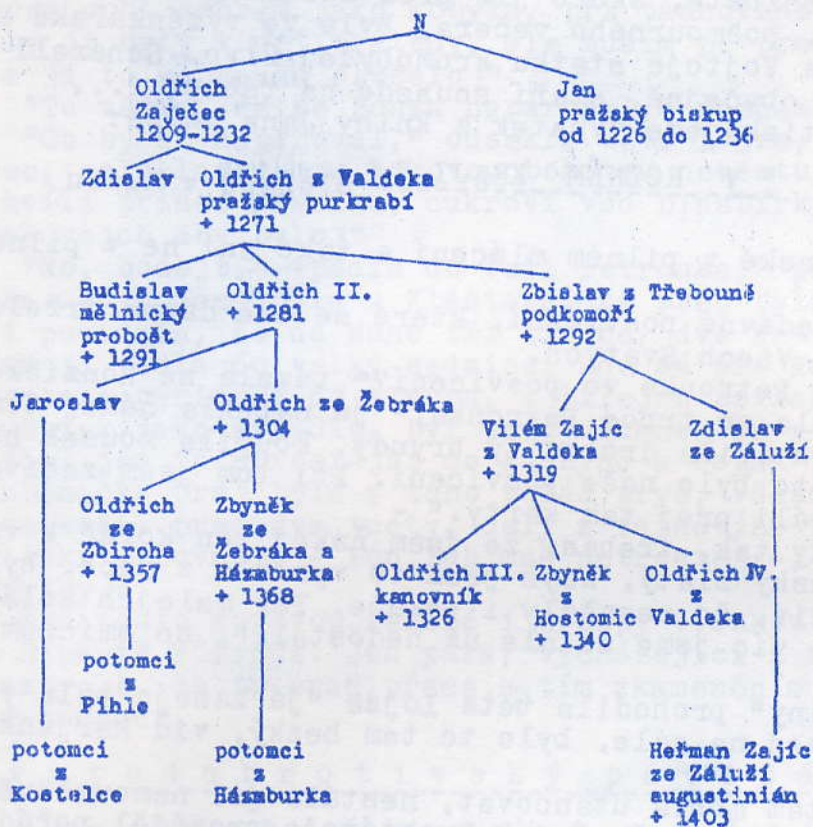 N
Oldřich
Zaječec
1209-1232
Jan
pražský biskup
od 1226 do 1236
Zdislav
Oldřich z Valdeka
pražský purkrabí
+ 1271
Budislav
mělnický
probošt
+ 1291
Oldřich II.
+ 1281
Zbislav z Třebouně
podkomoří
+ 1292
Jaroslav
Oldřich ze Žebráka
+ 1304
Vilém Zajíc
z Valdeka
+ 1319
Zdislav
ze Záluží
Oldřich
ze
Zbiroha
+ 1357
Zbyněk
ze
Žebráka a
Házmburka
+ 1368
Oldřich III.
kanovník
+ 1326
Zbyněk
z
Hostomic
+ 1340
Oldřich IV.
z
Valdeka
potomci
z
Pihle
potomci
z
Kostelce
potomci
z
Házmburka
Heřman Zajíc
ze Záluží
augustinián
+ 1403